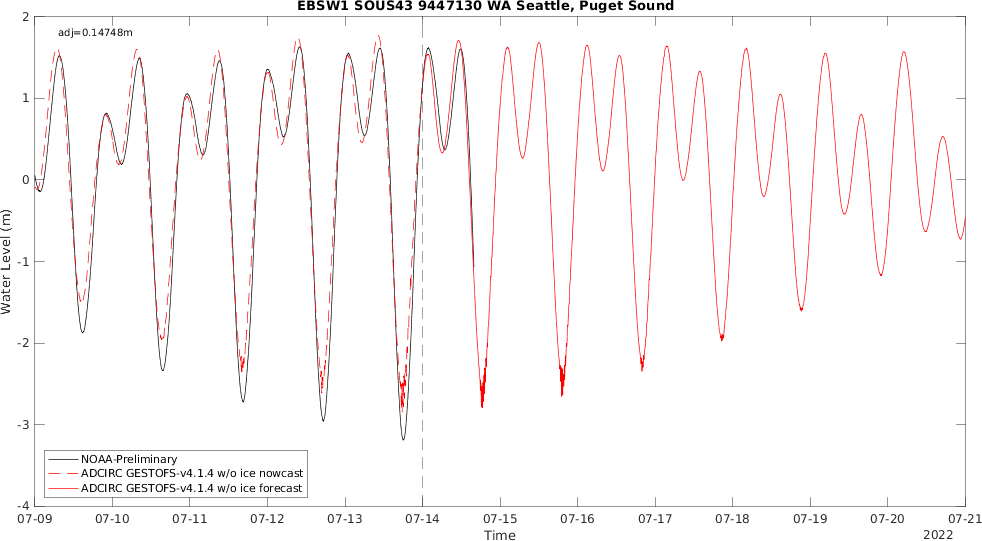 EBSW1 SOUS43 9447130 WA Seattle, Puget Sound
adj=0.14748m
2
1
0
-1
-2
-3
-4
Water Level (m)
NOAA-Preliminary
ADCIRC GESTOFS-v4.1.4 w/o ice nowcast
ADCIRC GESTOFS-v4.1.4 w/o ice forecast
07-09 07-10 07-11 07-12 07-13 07-14 07-15 07-16 07-17 07-18 07-19 07-20 07-21
Time
2022